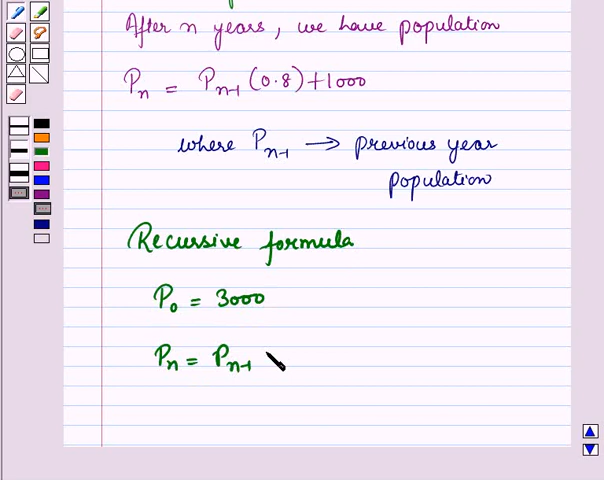 After n years, we have population
Pₙ = Pₙ₋₁ (0.8) + 1000
where Pₙ₋₁ → previous year
population
Recursive formula
P₀ = 3000
Pₙ = Pₙ₋₁